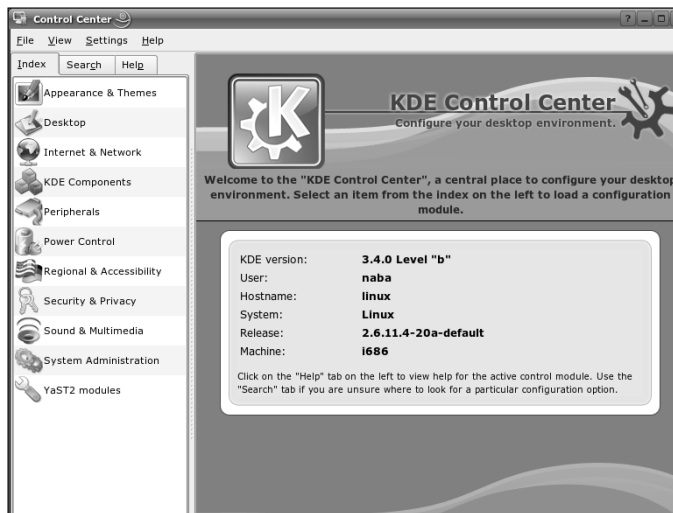 Control Center
File View Settings Help
Index Search Help
Appearance & Themes
Desktop
Internet & Network
KDE Components
Peripherals
Power Control
Regional & Accessibility
Security & Privacy
Sound & Multimedia
System Administration
YaST2 modules
KDE Control Center
Configure your desktop environment.
Welcome to the "KDE Control Center", a central place to configure your desktop
environment. Select an item from the index on the left to load a configuration
module.
KDE version: 3.4.0 Level "b"
User: naba
Hostname: linux
System: Linux
Release: 2.6.11.4-20a-default
Machine: i686
Click on the "Help" tab on the left to view help for the active control module. Use the
"Search" tab if you are unsure where to look for a particular configuration option.